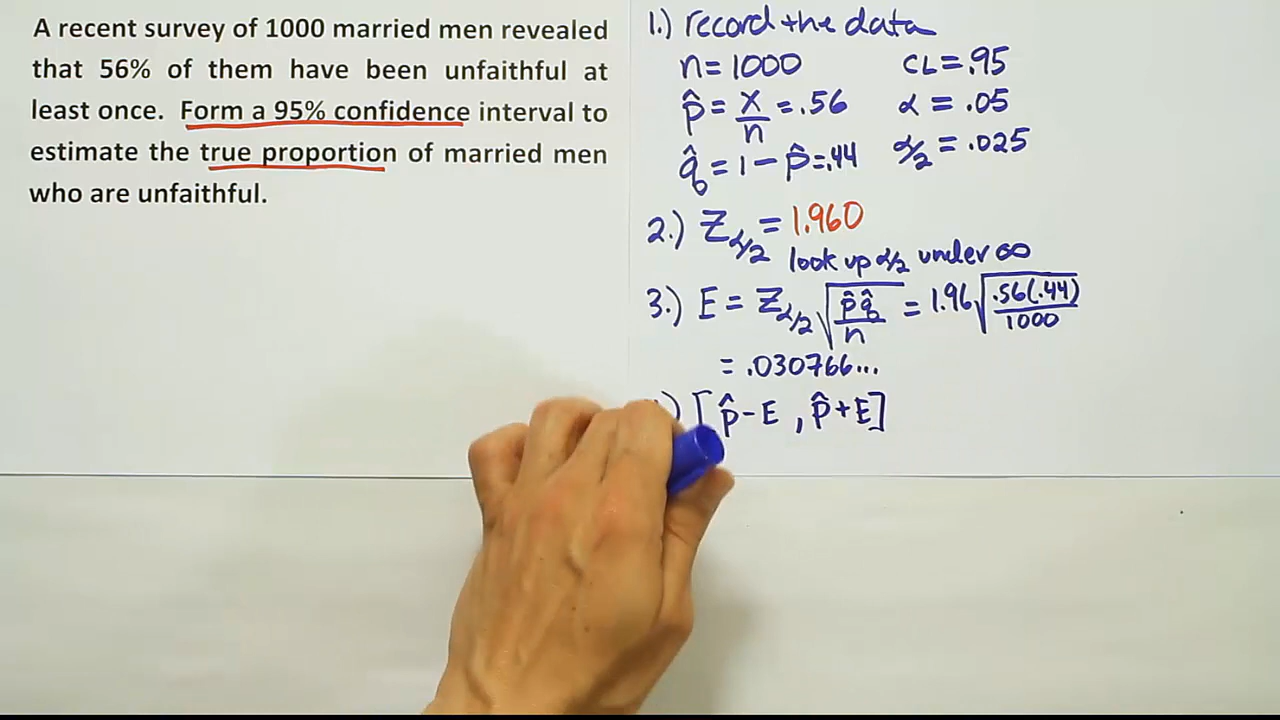 A recent survey of 1000 married men revealed
that 56% of them have been unfaithful at
least once. Form a 95% confidence interval to
estimate the true proportion of married men
who are unfaithful.
1.) record the data
n = 1000 CL = .95
p̂ = x/n = .56 α = .05
q̂ = 1 − p̂ = .44 α/2 = .025
2.) Z α/2 = 1.960
look up α/2 under ∞
3.) E = Z α/2 √(p̂ q̂ / n) = 1.96 √(.56(.44) / 1000)
= .030766...
) [p̂ − E , p̂ + E]